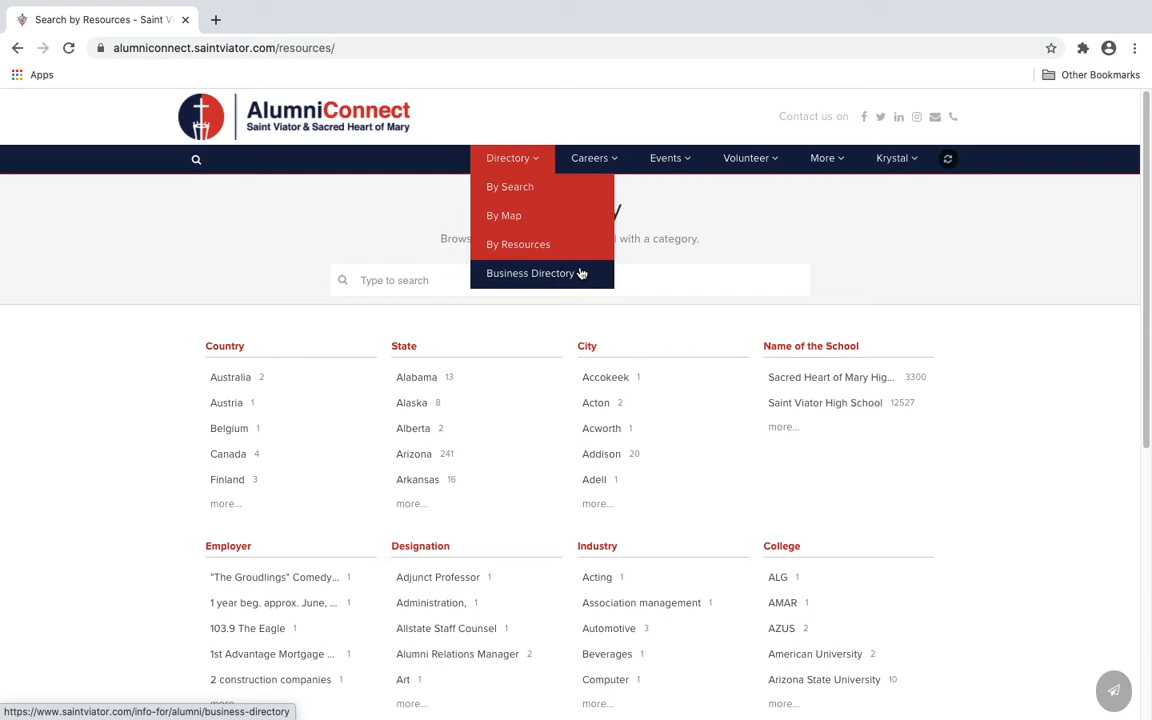 Search by Resources - Saint V
alumniconnect.saintviator.com/resources/
Apps
Other Bookmarks
AlumniConnect
Saint Viator & Sacred Heart of Mary
Contact us on
Directory Careers Events Volunteer More Krystal
By Search
By Map
By Resources
Business Directory
y
Brows
d with a category.
Type to search
Country
Australia 2
Austria 1
Belgium 1
Canada 4
Finland 3
more...
State
Alabama 13
Alaska 8
Alberta 2
Arizona 241
Arkansas 16
more...
City
Accokeek 1
Acton 2
Acworth 1
Addison 20
Adell 1
more...
Name of the School
Sacred Heart of Mary Hig... 3300
Saint Viator High School 12527
more...
Employer
"The Groudlings" Comedy... 1
1 year beg. approx. June, ... 1
103.9 The Eagle 1
1st Advantage Mortgage ... 1
2 construction companies 1
more...
Designation
Adjunct Professor 1
Administration, 1
Allstate Staff Counsel 1
Alumni Relations Manager 2
Art 1
more...
Industry
Acting 1
Association management 1
Automotive 3
Beverages 1
Computer 1
more...
College
ALG 1
AMAR 1
AZUS 2
American University 2
Arizona State University 10
more...
https://www.saintviator.com/info-for/alumni/business-directory